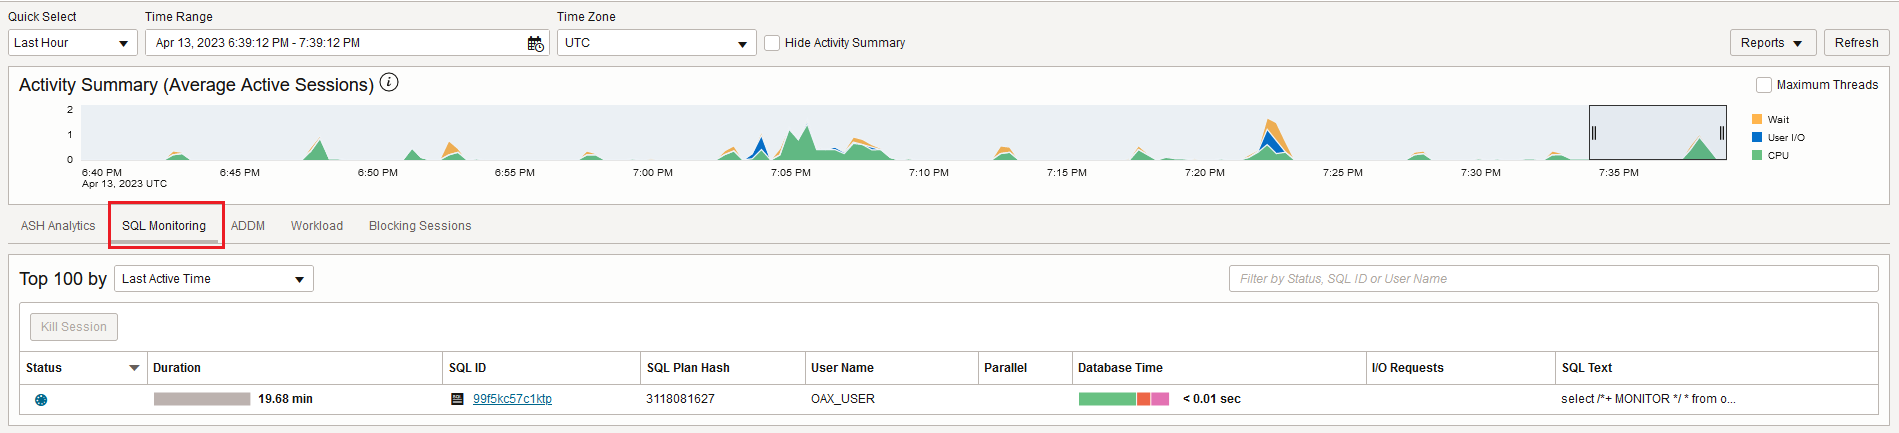 Quick Select Time Range Time Zone
Last Hour Apr 13, 2023 6:39:12 PM - 7:39:12 PM UTC Hide Activity Summary Reports Refresh
Activity Summary (Average Active Sessions) i Maximum Threads
2
1
0
Wait
User I/O
CPU
6:40 PM 6:45 PM 6:50 PM 6:55 PM 7:00 PM 7:05 PM 7:10 PM 7:15 PM 7:20 PM 7:25 PM 7:30 PM 7:35 PM
Apr 13, 2023 UTC
ASH Analytics SQL Monitoring ADDM Workload Blocking Sessions
Top 100 by Last Active Time Filter by Status, SQL ID or User Name
Kill Session
Status Duration SQL ID SQL Plan Hash User Name Parallel Database Time I/O Requests SQL Text
19.68 min 99f5kc57c1ktp 3118081627 OAX_USER < 0.01 sec select /*+ MONITOR */ * from o...